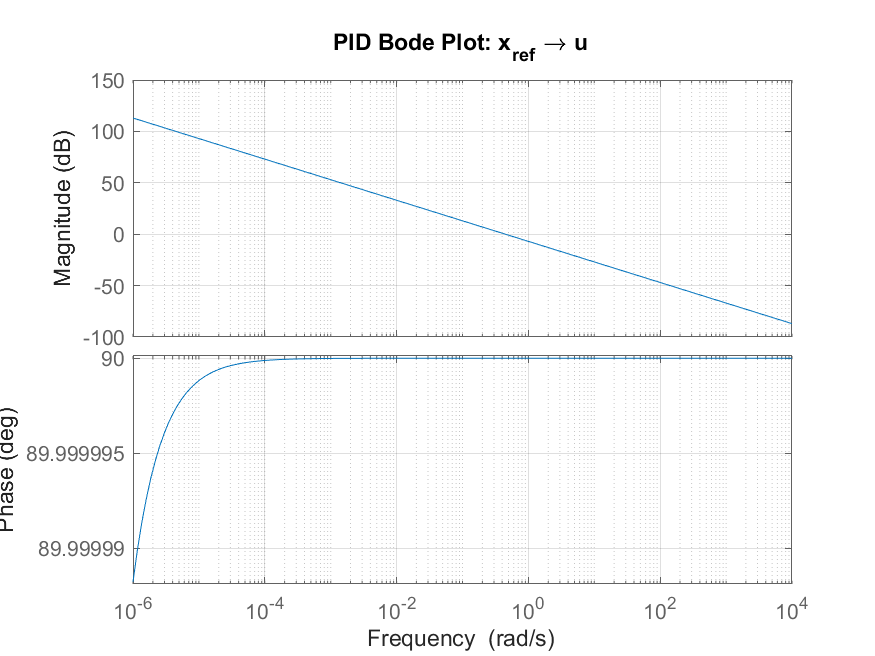 PID Bode Plot: x_ref → u
150
100
50
0
-50
-100
Magnitude (dB)
90
89.999995
89.99999
Phase (deg)
10^-6 10^-4 10^-2 10^0 10^2 10^4
Frequency (rad/s)